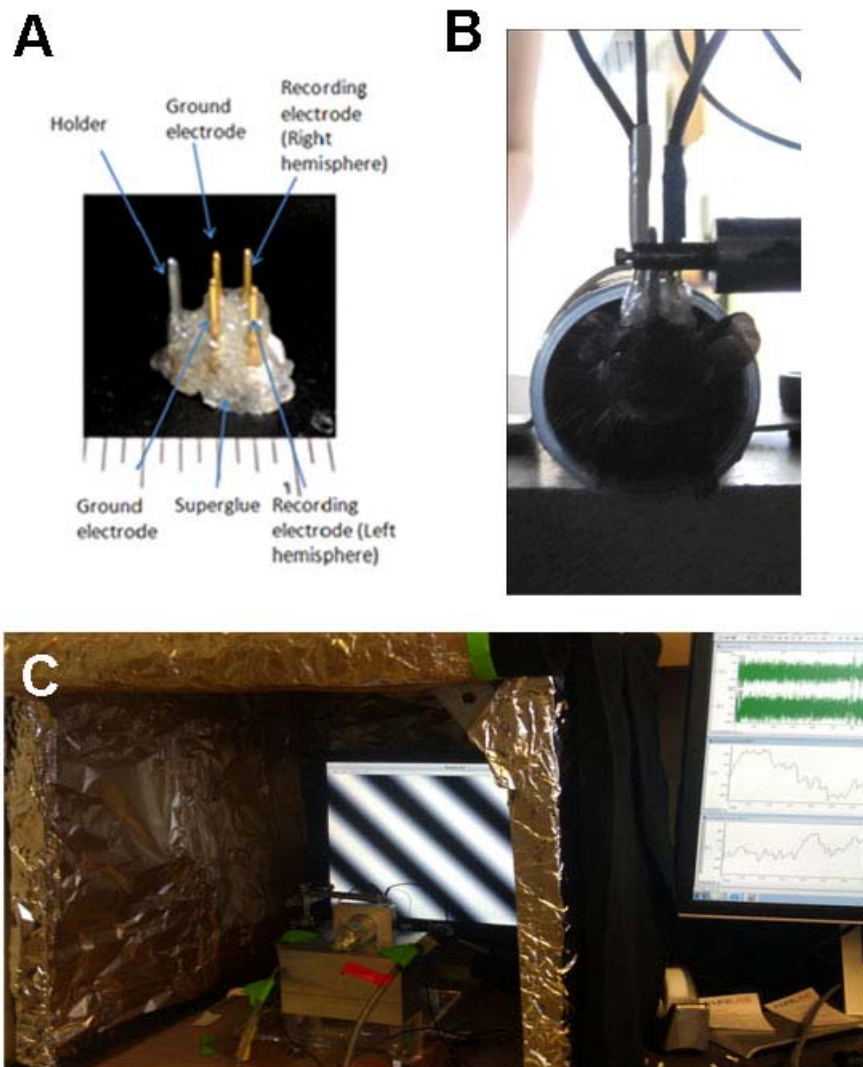 A
B
Holder
Ground
electrode
Recording
electrode
(Right
hemisphere)
Ground
electrode
Superglue
Recording
electrode (Left
hemisphere)
C